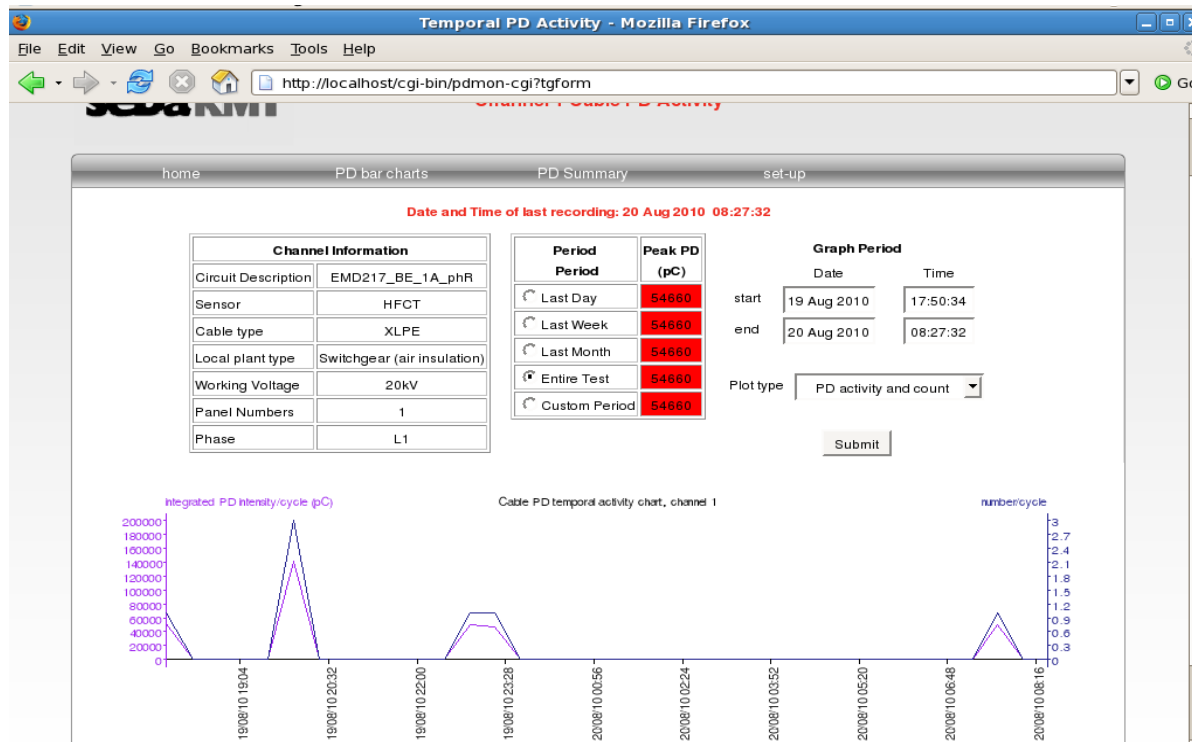 Temporal PD Activity - Mozilla Firefox
File Edit View Go Bookmarks Tools Help
http://localhost/cgi-bin/pdmon-cgi?tgform
Go
home PD bar charts PD Summary set-up
Date and Time of last recording: 20 Aug 2010 08:27:32
Channel Information
Circuit Description EMD217_BE_1A_phR
Sensor HFCT
Cable type XLPE
Local plant type Switchgear (air insulation)
Working Voltage 20kV
Panel Numbers 1
Phase L1
Period Peak PD
Period (pC)
Last Day 54660
Last Week 54660
Last Month 54660
Entire Test 54660
Custom Period 54660
Graph Period
Date Time
start 19 Aug 2010 17:50:34
end 20 Aug 2010 08:27:32
Plot type PD activity and count
Submit
Integrated PD Intensity/cycle (pC)
Cable PD temporal activity chart, channel 1
number/cycle
200000
180000
160000
140000
120000
100000
80000
60000
40000
20000
0
3
2.7
2.4
2.1
1.8
1.5
1.2
0.9
0.6
0.3
0
19/08/10 19:04
19/08/10 20:32
19/08/10 22:00
19/08/10 23:28
20/08/10 00:56
20/08/10 02:24
20/08/10 03:52
20/08/10 05:20
20/08/10 06:48
20/08/10 08:16